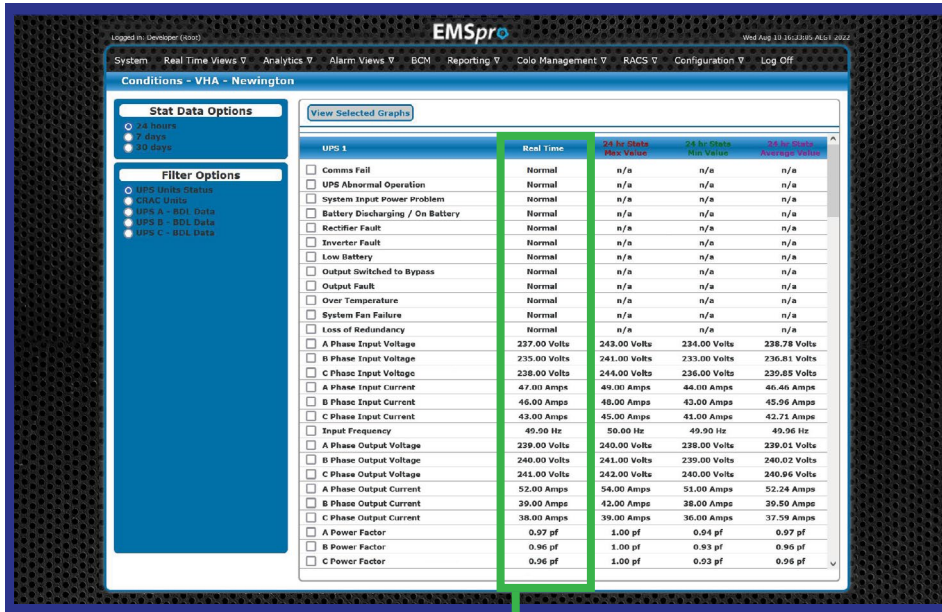 EMSpro
Logged in: Developer (Root)
Wed Aug 10 16:33:05 AEST 2022
System Real Time Views ∇ Analytics ∇ Alarm Views ∇ BCM Reporting ∇ Colo Management ∇ RACS ∇ Configuration ∇ Log Off
Conditions - VHA - Newington
Stat Data Options
24 hours
7 days
30 days
Filter Options
UPS Units Status
CRAC Units
UPS A - BDL Data
UPS B - BDL Data
UPS C - BDL Data
View Selected Graphs
UPS 1 Real Time 24 hr Stats Max Value 24 hr Stats Min Value 24 hr Stats Average Value
Comms Fail Normal n/a n/a n/a
UPS Abnormal Operation Normal n/a n/a n/a
System Input Power Problem Normal n/a n/a n/a
Battery Discharging / On Battery Normal n/a n/a n/a
Rectifier Fault Normal n/a n/a n/a
Inverter Fault Normal n/a n/a n/a
Low Battery Normal n/a n/a n/a
Output Switched to Bypass Normal n/a n/a n/a
Output Fault Normal n/a n/a n/a
Over Temperature Normal n/a n/a n/a
System Fan Failure Normal n/a n/a n/a
Loss of Redundancy Normal n/a n/a n/a
A Phase Input Voltage 237.00 Volts 243.00 Volts 234.00 Volts 238.78 Volts
B Phase Input Voltage 235.00 Volts 241.00 Volts 233.00 Volts 236.81 Volts
C Phase Input Voltage 238.00 Volts 244.00 Volts 236.00 Volts 239.85 Volts
A Phase Input Current 47.00 Amps 49.00 Amps 44.00 Amps 46.46 Amps
B Phase Input Current 46.00 Amps 48.00 Amps 43.00 Amps 45.96 Amps
C Phase Input Current 43.00 Amps 45.00 Amps 41.00 Amps 42.71 Amps
Input Frequency 49.90 Hz 50.00 Hz 49.90 Hz 49.96 Hz
A Phase Output Voltage 239.00 Volts 240.00 Volts 238.00 Volts 239.01 Volts
B Phase Output Voltage 240.00 Volts 241.00 Volts 239.00 Volts 240.02 Volts
C Phase Output Voltage 241.00 Volts 242.00 Volts 240.00 Volts 240.96 Volts
A Phase Output Current 52.00 Amps 54.00 Amps 51.00 Amps 52.24 Amps
B Phase Output Current 39.00 Amps 42.00 Amps 38.00 Amps 39.50 Amps
C Phase Output Current 38.00 Amps 39.00 Amps 36.00 Amps 37.59 Amps
A Power Factor 0.97 pf 1.00 pf 0.94 pf 0.97 pf
B Power Factor 0.96 pf 1.00 pf 0.93 pf 0.96 pf
C Power Factor 0.96 pf 1.00 pf 0.93 pf 0.96 pf